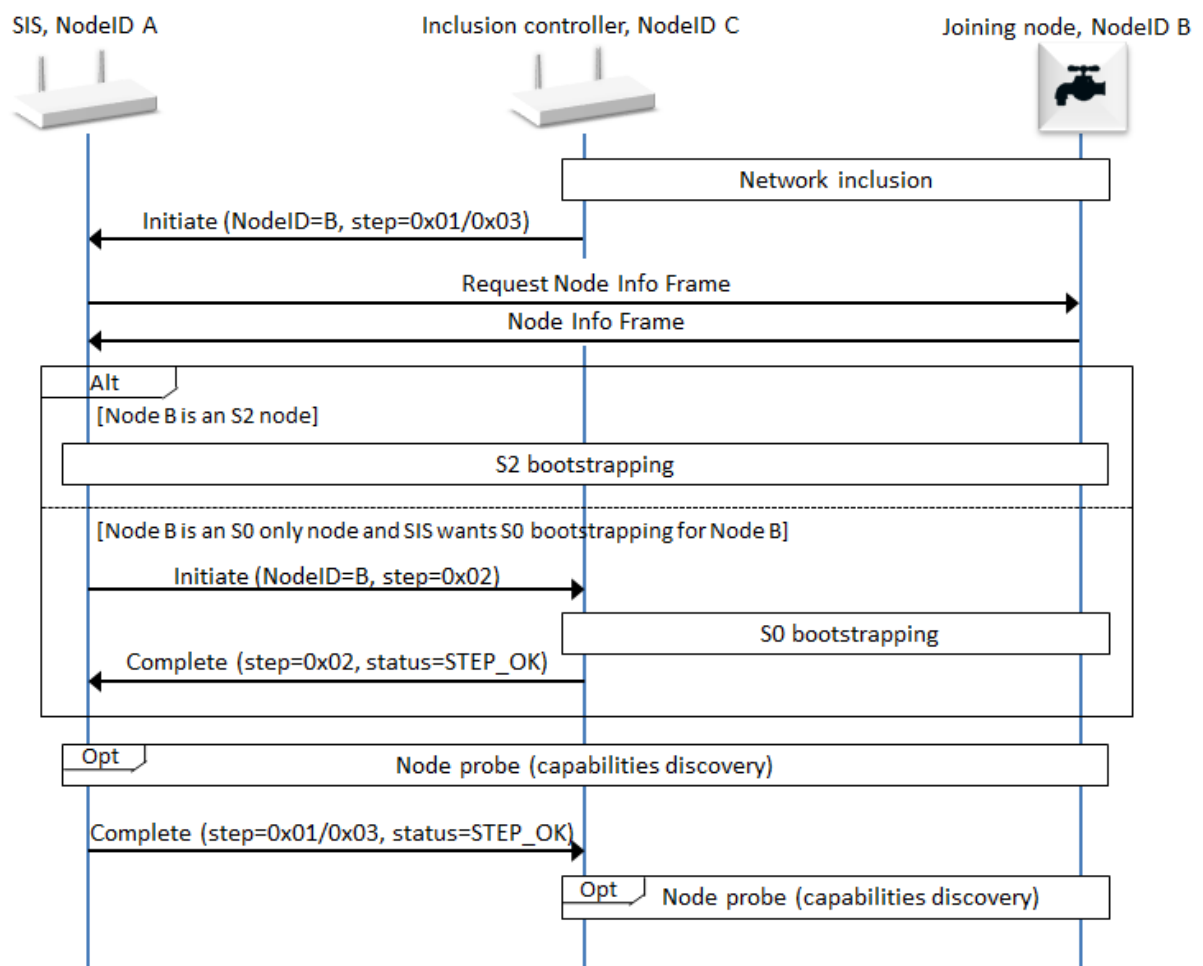 SIS, NodeID A
Inclusion controller, NodeID C
Joining node, NodeID B
Network inclusion
Initiate (NodeID=B, step=0x01/0x03)
Request Node Info Frame
Node Info Frame
Alt
[Node B is an S2 node]
S2 bootstrapping
[Node B is an S0 only node and SIS wants S0 bootstrapping for Node B]
Initiate (NodeID=B, step=0x02)
S0 bootstrapping
Complete (step=0x02, status=STEP_OK)
Opt
Node probe (capabilities discovery)
Complete (step=0x01/0x03, status=STEP_OK)
Opt
Node probe (capabilities discovery)